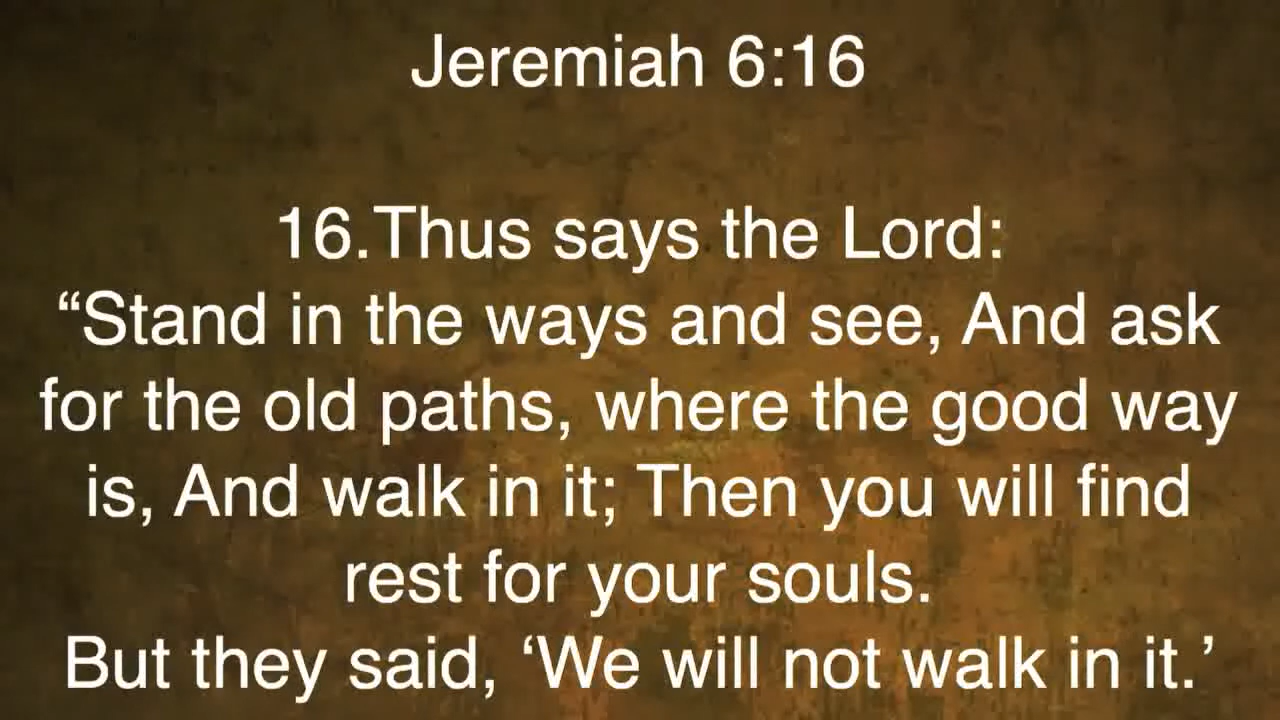 Jeremiah 6:16
16.Thus says the Lord:
“Stand in the ways and see, And ask
for the old paths, where the good way
is, And walk in it; Then you will find
rest for your souls.
But they said, ‘We will not walk in it.’